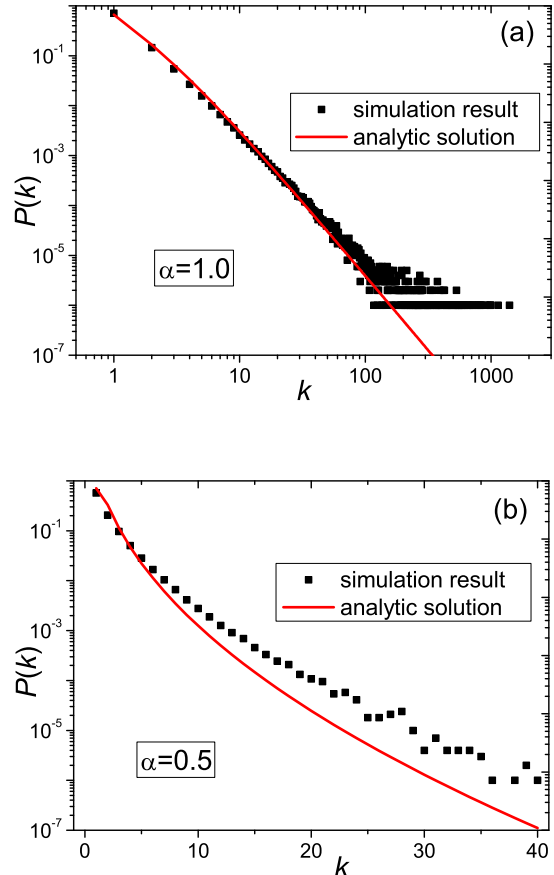 (a)
simulation result
analytic solution
α=1.0
P(k)
10^-1
10^-3
10^-5
10^-7
1 10 100 1000
k
(b)
simulation result
analytic solution
α=0.5
P(k)
10^-1
10^-3
10^-5
10^-7
0 10 20 30 40
k